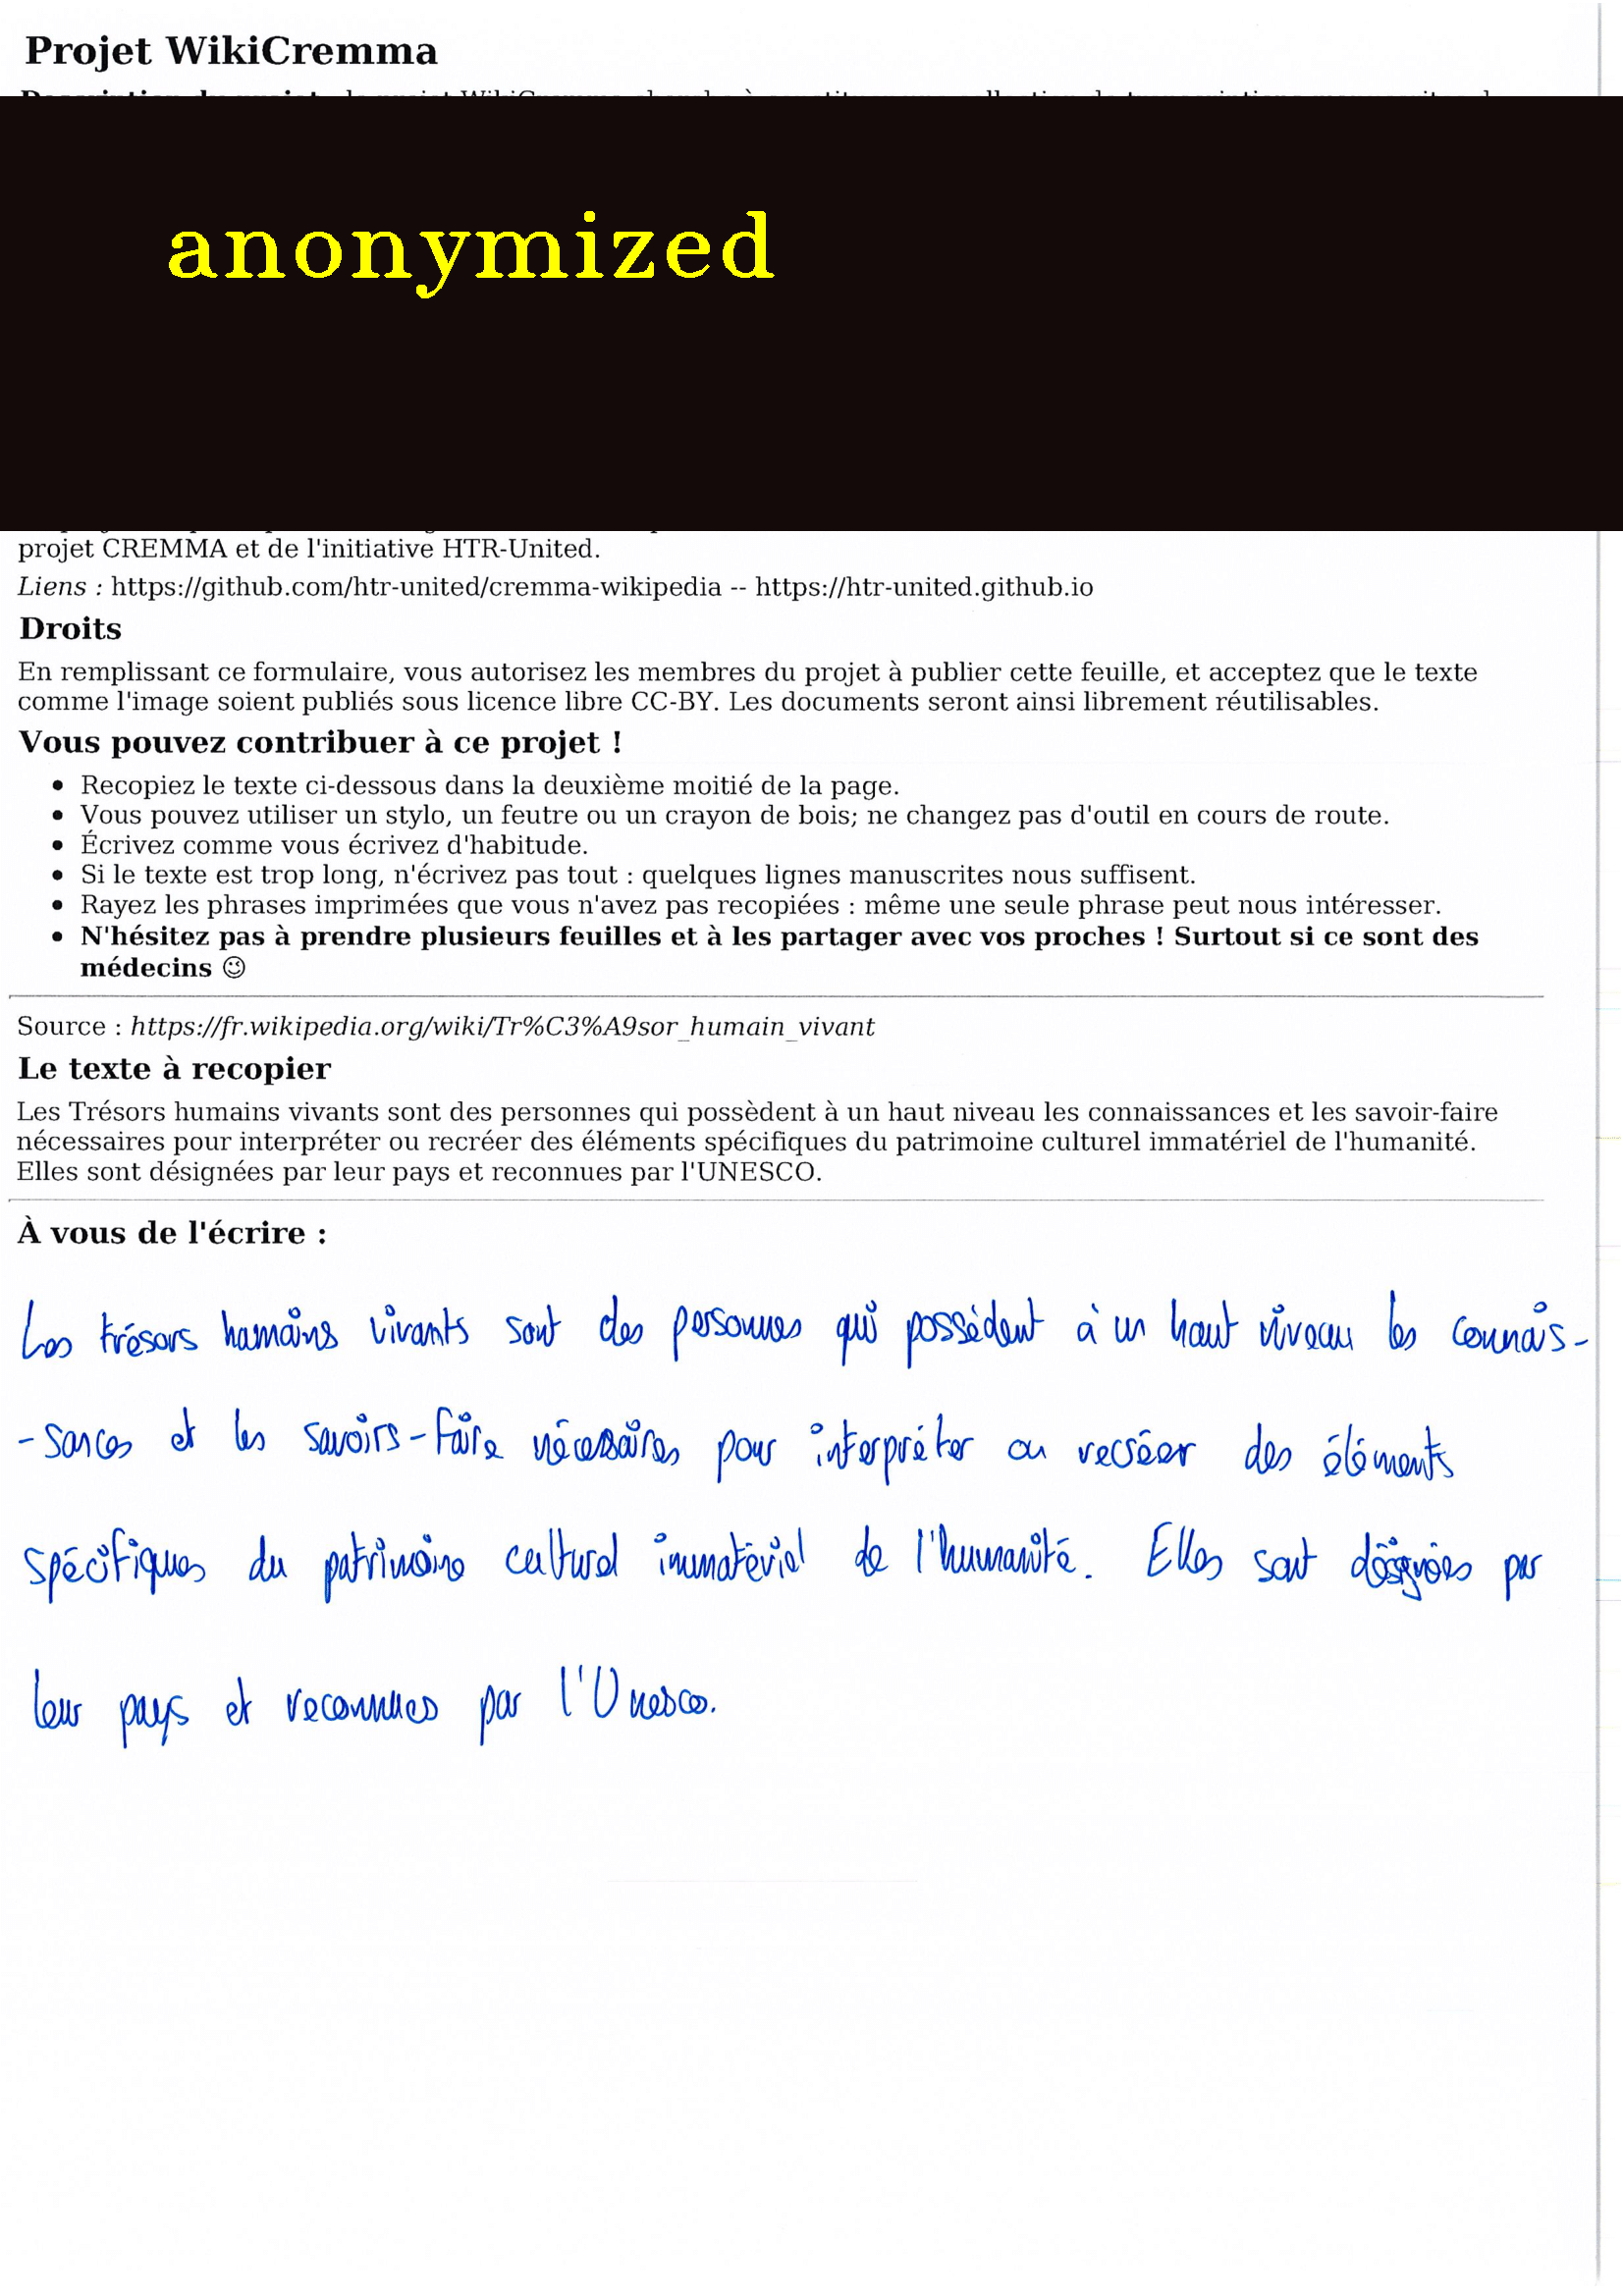 Projet WikiCremma
anonymized
projet CREMMA et de l'initiative HTR-United.
Liens : https://github.com/htr-united/cremma-wikipedia -- https://htr-united.github.io
Droits
En remplissant ce formulaire, vous autorisez les membres du projet à publier cette feuille, et acceptez que le texte
comme l'image soient publiés sous licence libre CC-BY. Les documents seront ainsi librement réutilisables.
Vous pouvez contribuer à ce projet !
• Recopiez le texte ci-dessous dans la deuxième moitié de la page.
• Vous pouvez utiliser un stylo, un feutre ou un crayon de bois; ne changez pas d'outil en cours de route.
• Écrivez comme vous écrivez d'habitude.
• Si le texte est trop long, n'écrivez pas tout : quelques lignes manuscrites nous suffisent.
• Rayez les phrases imprimées que vous n'avez pas recopiées : même une seule phrase peut nous intéresser.
• N'hésitez pas à prendre plusieurs feuilles et à les partager avec vos proches ! Surtout si ce sont des
médecins 😉
Source : https://fr.wikipedia.org/wiki/Tr%C3%A9sor_humain_vivant
Le texte à recopier
Les Trésors humains vivants sont des personnes qui possèdent à un haut niveau les connaissances et les savoir-faire
nécessaires pour interpréter ou recréer des éléments spécifiques du patrimoine culturel immatériel de l'humanité.
Elles sont désignées par leur pays et reconnues par l'UNESCO.
À vous de l'écrire :
Les trésors humains vivants sont des personnes qui possèdent à un haut niveau les connais-
-sances et les savoirs-faire nécessaires pour interpréter ou recréer des éléments
spécifiques du patrimoine culturel immatériel de l'humanité. Elles sont désignées par
leur pays et reconnues par l'Unesco.